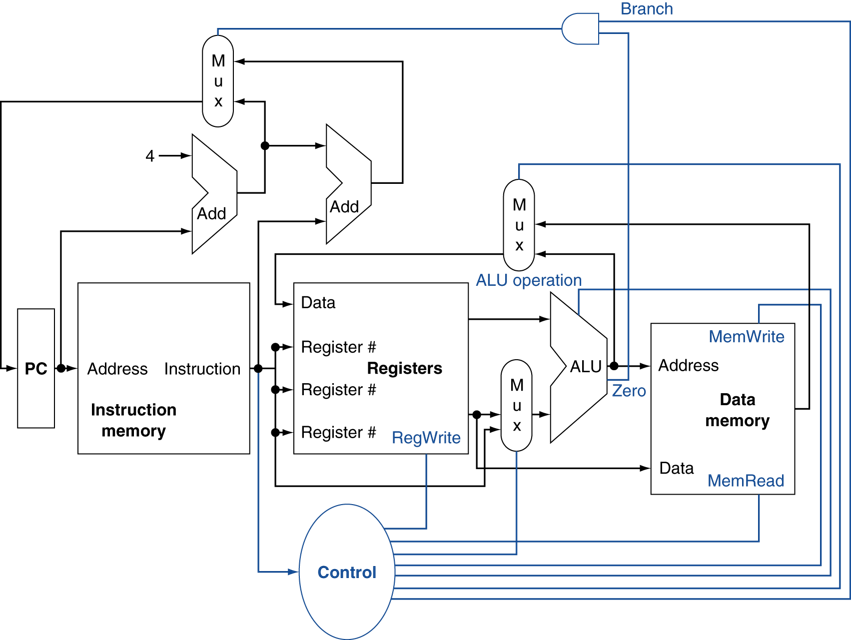 Branch
M
u
x
4
Add
Add
M
u
x
ALU operation
Data
PC
Address
Instruction
Instruction
memory
Register #
Registers
Register #
Register #
RegWrite
M
u
x
ALU
Zero
MemWrite
Address
Data
memory
Data
MemRead
Control